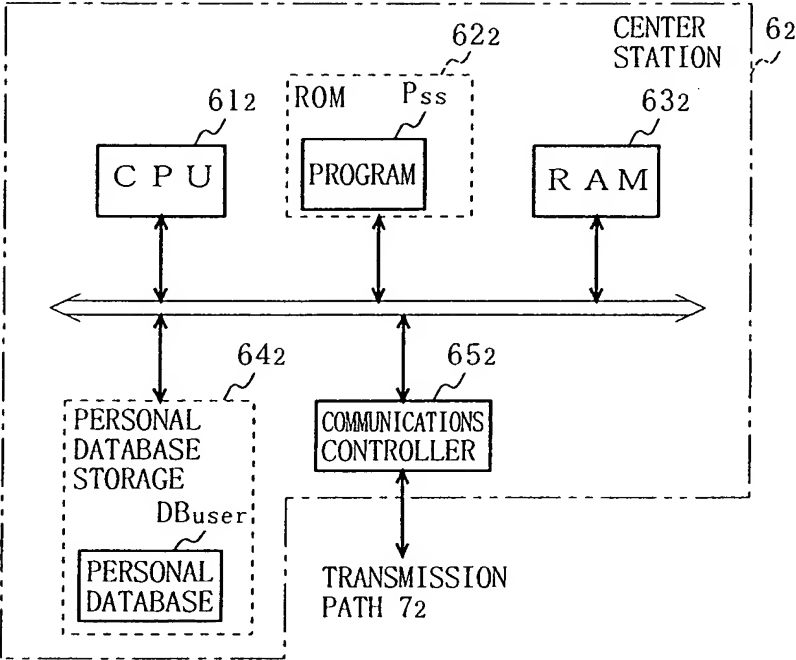 CENTER
STATION
62
622
ROM
Pss
612
632
CPU
PROGRAM
RAM
642
652
PERSONAL
DATABASE
STORAGE
COMMUNICATIONS
CONTROLLER
DBuser
PERSONAL
DATABASE
TRANSMISSION
PATH 72